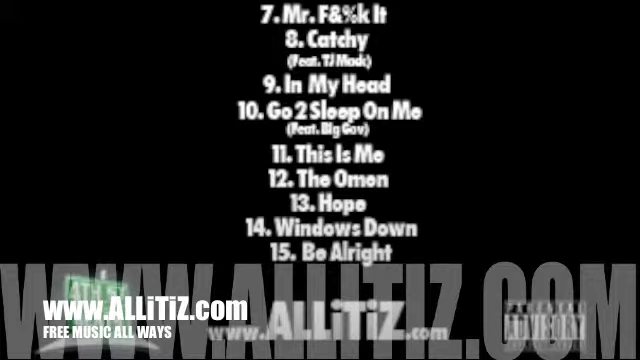 7. Mr. F&%k It
8. Catchy
(Feat. TJ Mack)
9. In My Head
10. Go 2 Sleep On Me
(Feat. Big Gov)
11. This Is Me
12. The Omen
13. Hope
14. Windows Down
15. Be Alright
WWW.ALLITIZ.COM
www.ALLiTiZ.com
FREE MUSIC ALL WAYS
www.ALLiTiZ.com
ADVISORY